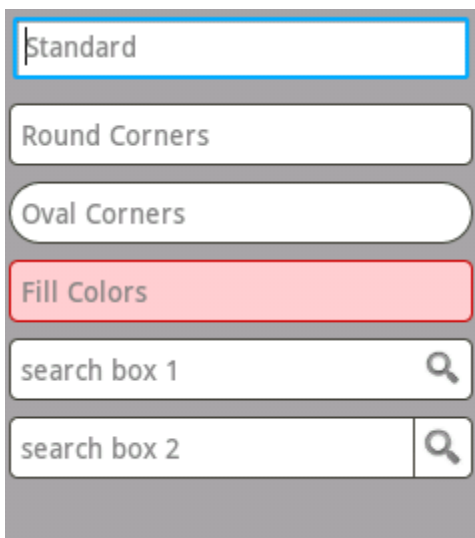 Standard
Round Corners
Oval Corners
Fill Colors
search box 1
search box 2